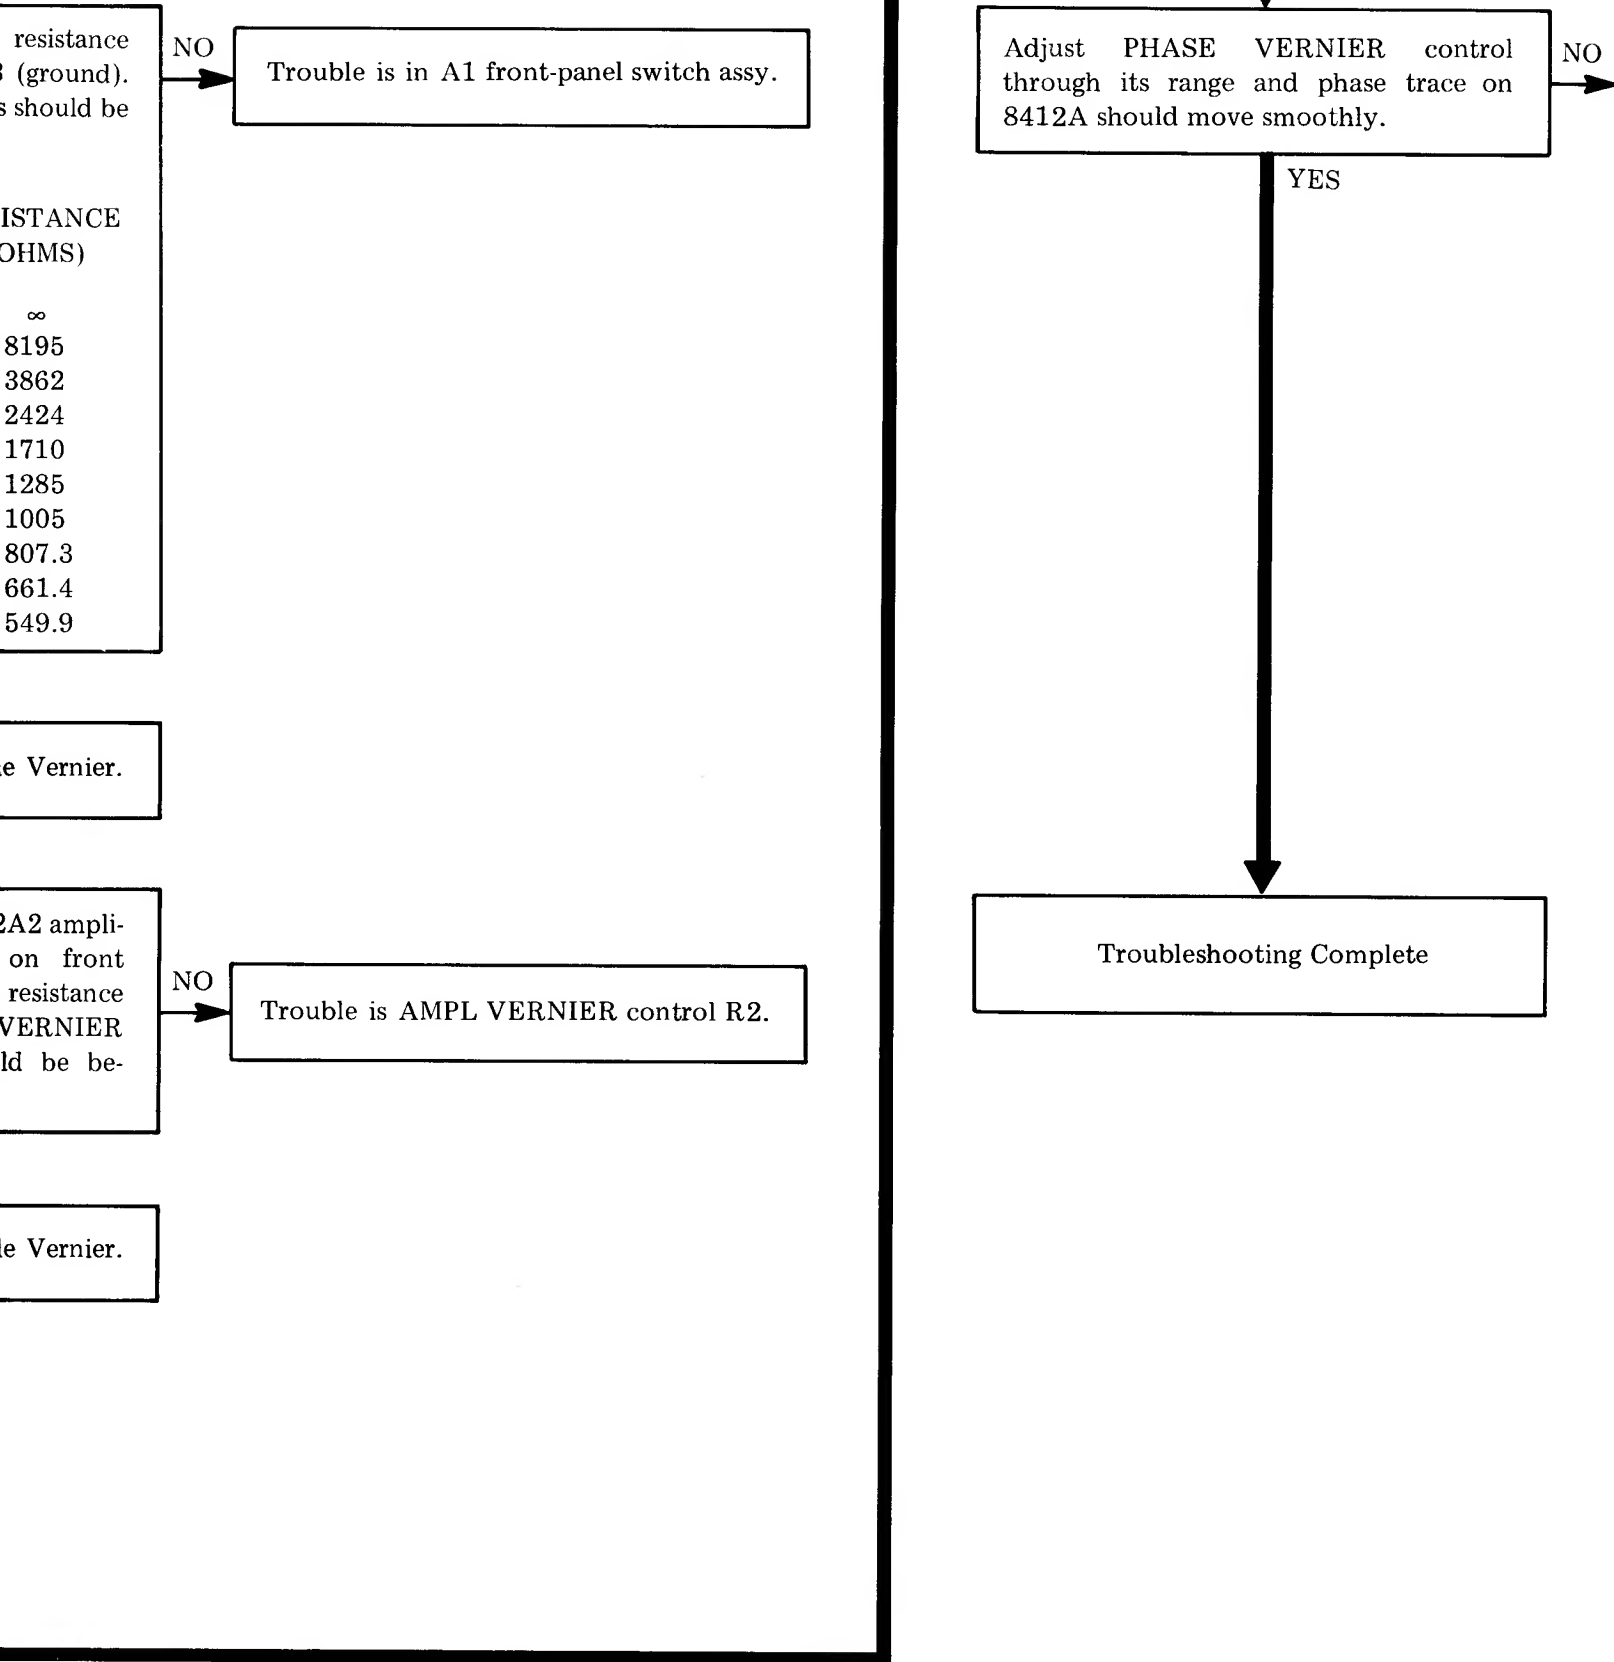 resistance
(ground).
should be
NO
Trouble is in A1 front-panel switch assy.
(OHMS)
∞
8195
3862
2424
1710
1285
1005
807.3
661.4
549.9
Vernier.
ampli-
on front
resistance
VERNIER
be be-
NO
Trouble is AMPL VERNIER control R2.
Vernier.
Adjust PHASE VERNIER control
through its range and phase trace on
8412A should move smoothly.
NO
YES
Troubleshooting Complete